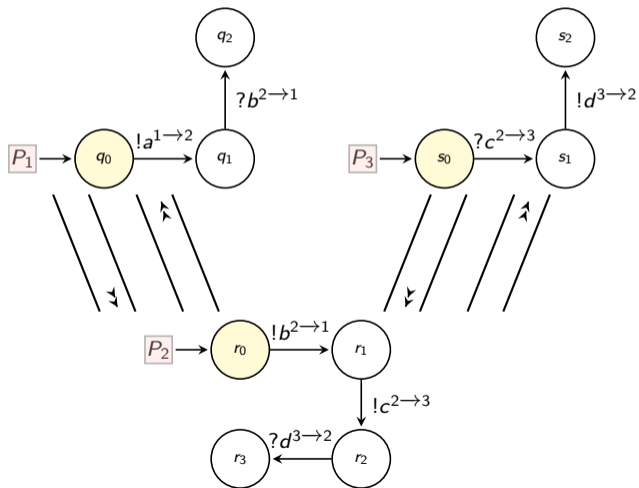 q₂ s₂
?b²→¹ !d³→²
P₁ q₀ !a¹→² q₁ P₃ s₀ ?c²→³ s₁
P₂ r₀ !b²→¹ r₁
!c²→³
r₃ ?d³→² r₂